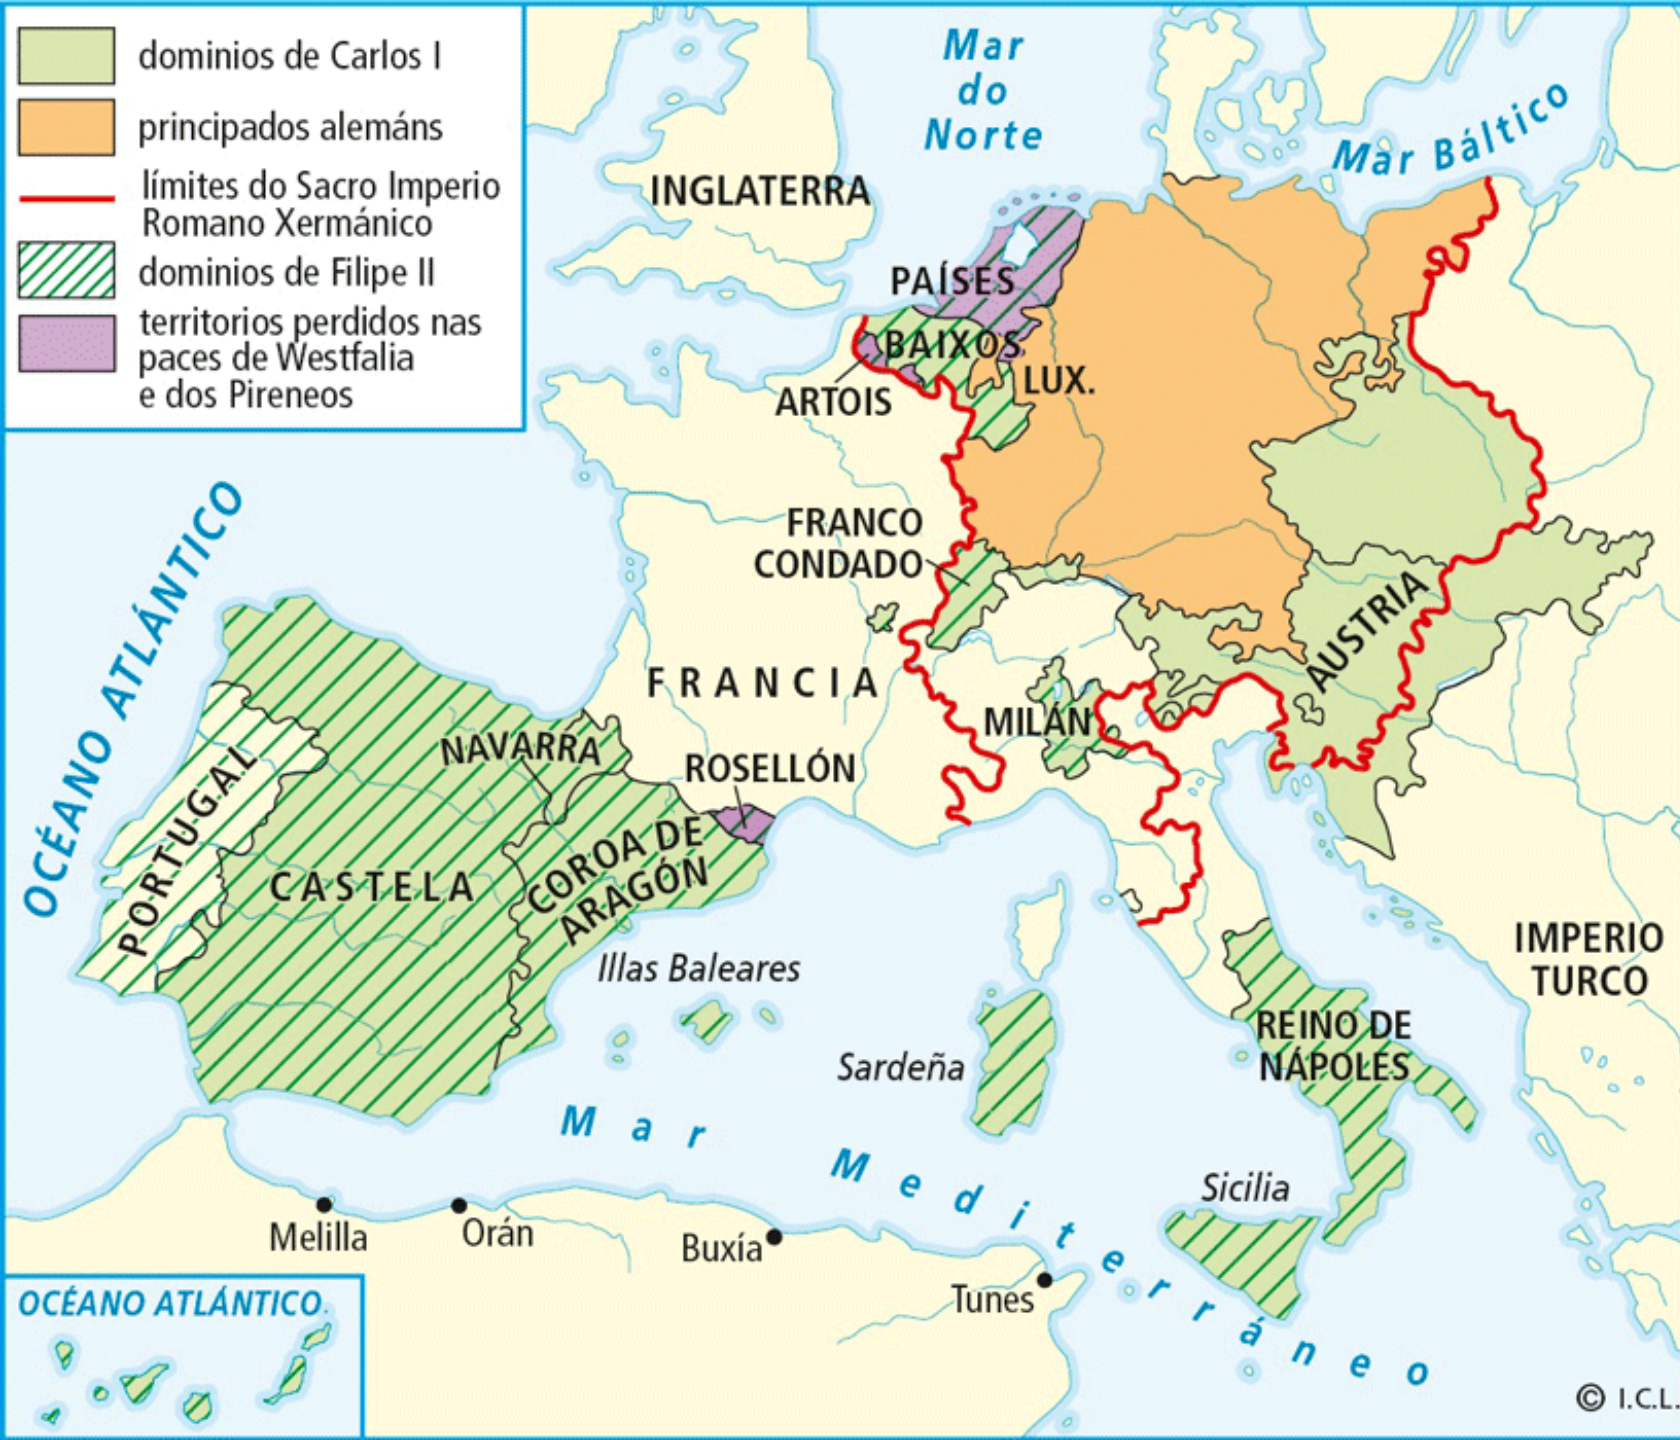 dominios de Carlos I
principados alemáns
límites do Sacro Imperio
Romano Xermánico
dominios de Filipe II
territorios perdidos nas
paces de Westfalia
e dos Pireneos
Mar
do
Norte
Mar Báltico
INGLATERRA
PAÍSES
BAIXOS
LUX.
ARTOIS
OCÉANO ATLÁNTICO
FRANCO
CONDADO
AUSTRIA
FRANCIA
MILÁN
NAVARRA
ROSELLÓN
PORTUGAL
CASTELA
COROA DE
ARAGÓN
IMPERIO
TURCO
Illas Baleares
REINO DE
NÁPOLES
Sardeña
Mar Mediterráneo
Sicilia
Melilla
Orán
Buxía
Tunes
OCÉANO ATLÁNTICO
© I.C.L.